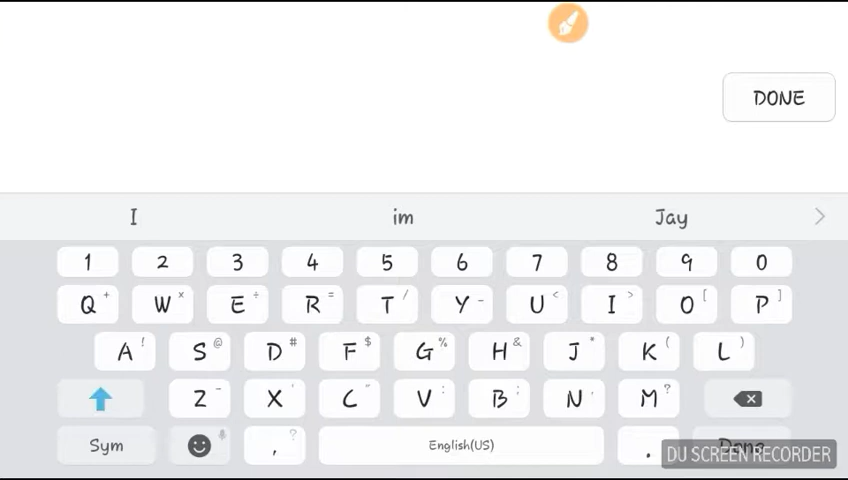 DONE
I im Jay
1 2 3 4 5 6 7 8 9 0
Q + W x E ÷ R = T / Y - U < I > O [ P ]
A ! S @ D # F $ G % H & J * K ( L )
Z - X ' C " V : B ; N , M ?
Sym , ? English(US) . Done
DU SCREEN RECORDER